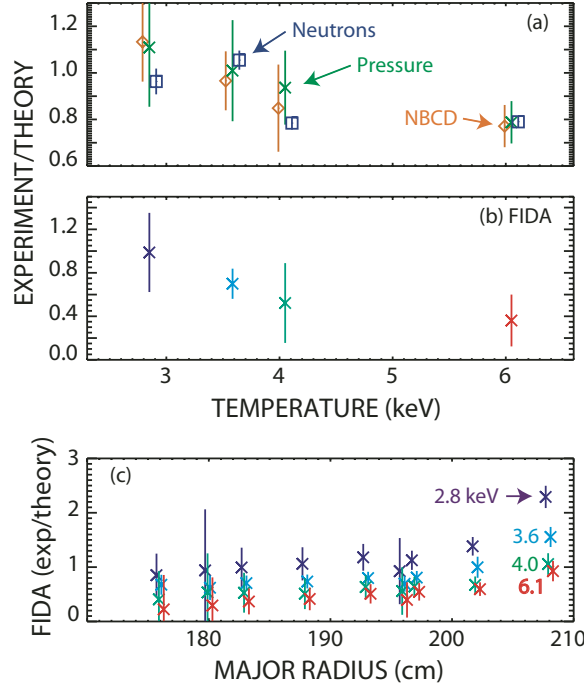 (a)
1.2
1.0
0.8
0.6
EXPERIMENT/THEORY
Neutrons
Pressure
NBCD
(b) FIDA
1.2
0.8
0.4
0.0
3 4 5 6
TEMPERATURE (keV)
(c)
3
2
1
0
FIDA (exp/theory)
2.8 keV
3.6
4.0
6.1
180 190 200 210
MAJOR RADIUS (cm)